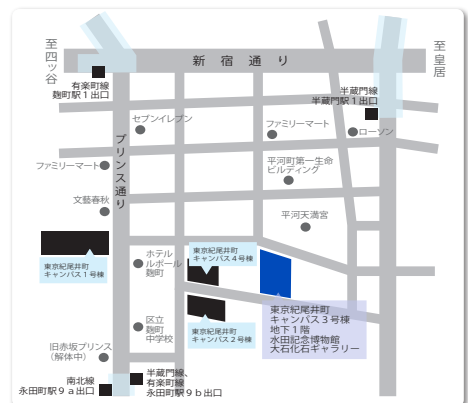 至四ッ谷
新宿通り
至皇居
有楽町線
麹町駅1出口
半蔵門線
半蔵門駅1出口
セブンイレブン
ファミリーマート
ローソン
プリンス通り
ファミリーマート
平河町第一生命
ビルディング
文藝春秋
平河天満宮
東京紀尾井町
キャンパス1号棟
ホテル
ルポール
麹町
東京紀尾井町
キャンパス4号棟
東京紀尾井町
キャンパス3号棟
地下1階
水田記念博物館
大石化石ギャラリー
区立
麹町
中学校
東京紀尾井町
キャンパス2号棟
旧赤坂プリンス
(解体中)
南北線
永田町駅9a出口
半蔵門線、
有楽町線
永田町駅9b出口